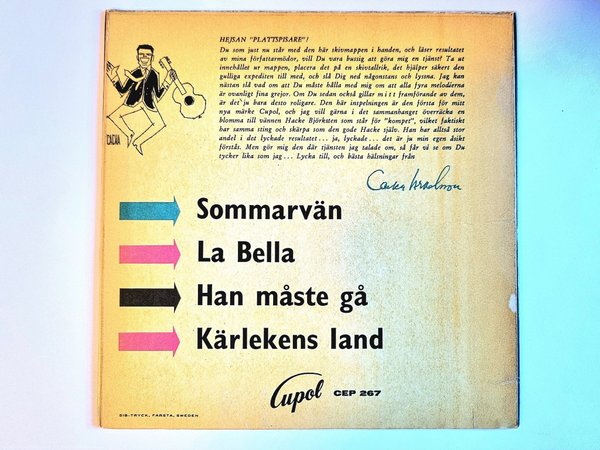 HEJSAN "PLATTSPISARE"!
Du som just nu står med den här skivmappen i handen, och läser resultatet
av mina författarmödor, vill Du vara bussig att göra mig en tjänst! Ta ut
innehållet ur mappen, placera det på en skivtallrik, det hjälper säkert den
gulliga expediten till med, och slå Dig ned någonstans och lyssna. Jag kan
nästan slå vad om att Du måste hålla med mig om att alla fyra melodierna
är ovanligt fina grejor. Om Du sedan också gillar mitt framförande av dem,
är det ju bara desto roligare. Den här inspelningen är den första för mitt
nya märke Cupol, och jag vill gärna i det sammanhanget överräcka en
blomma till vännen Hacke Björksten som står för "kompet", vilket faktiskt
har samma sting och skärpa som den gode Hacke själv. Han har alltså stor
andel i det lyckade resultatet... ja, lyckade... det är ju min egen åsikt
förstås. Men gör mig den där tjänsten jag talade om, så får vi se om Du
tycker lika som jag... Lycka till, och bästa hälsningar från
CACKA
Cacka Israelsson
Sommarvän
La Bella
Han måste gå
Kärlekens land
Cupol CEP 267
DIB-TRYCK, FARSTA, SWEDEN